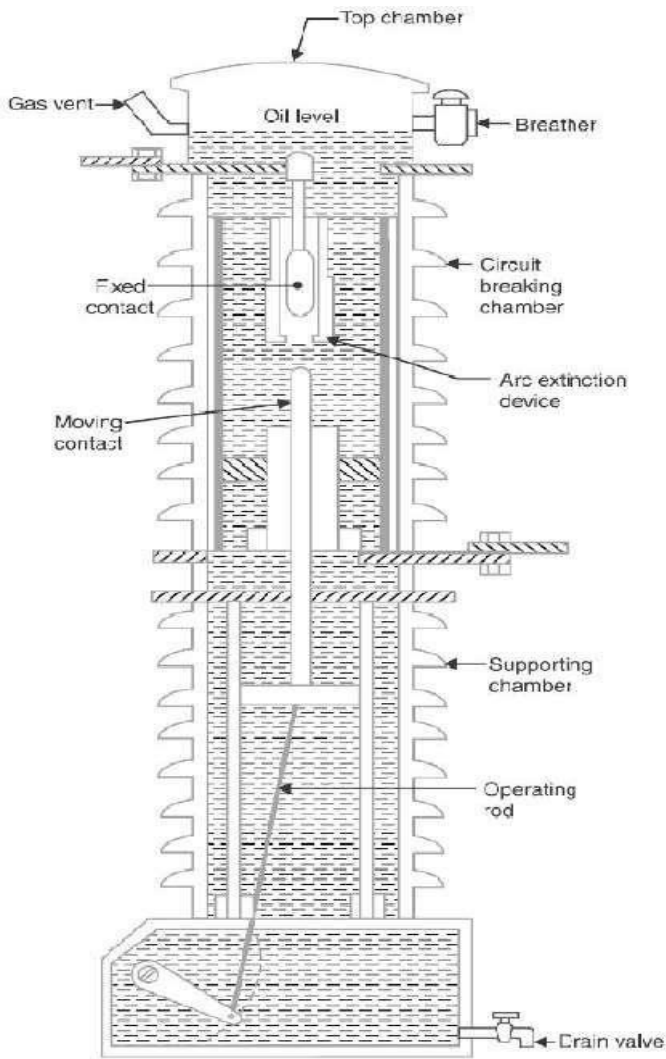 Top chamber
Gas vent
Oil level
Breather
Fixed
contact
Circuit
breaking
chamber
Arc extinction
device
Moving
contact
Supporting
chamber
Operating
rod
Drain valve